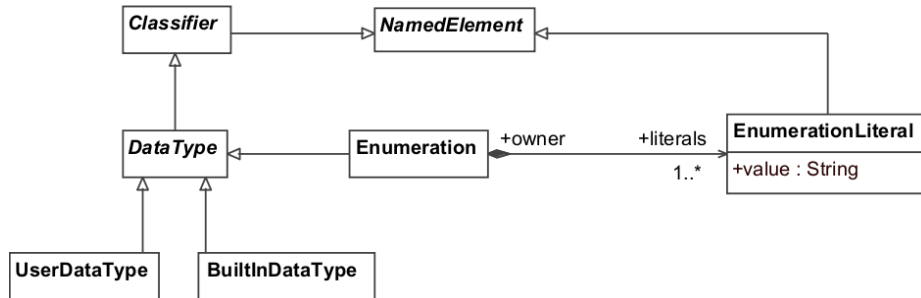 Classifier
NamedElement
DataType
Enumeration
+owner
+literals
1..*
EnumerationLiteral
+value : String
UserDataType
BuiltInDataType